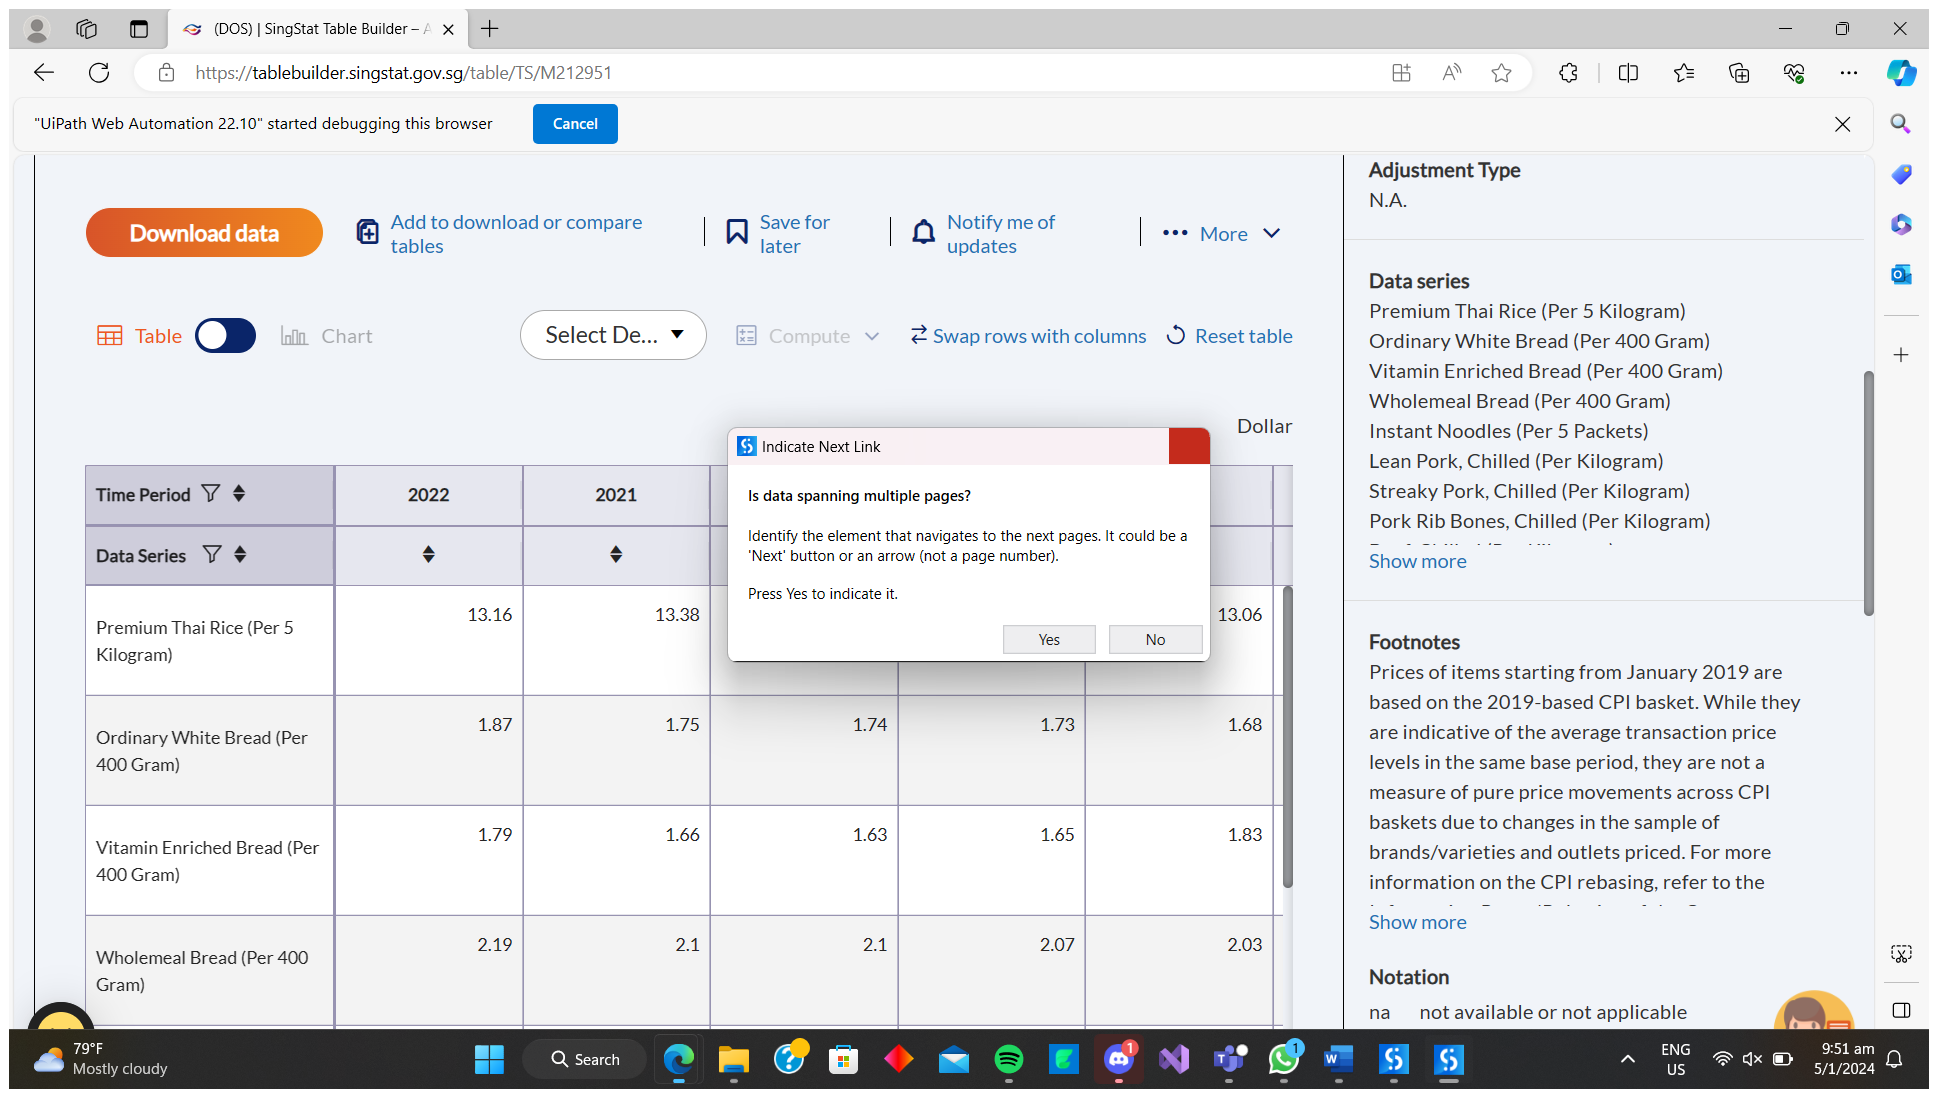 (DOS) | SingStat Table Builder – A
https://tablebuilder.singstat.gov.sg/table/TS/M212951
"UiPath Web Automation 22.10" started debugging this browser
Cancel
Download data
Add to download or compare
tables
Save for
later
Notify me of
updates
More
Table
Chart
Select De...
Compute
Swap rows with columns
Reset table
Dollar
Time Period
2022
2021
Data Series
Premium Thai Rice (Per 5
Kilogram)
13.16
13.38
13.06
Ordinary White Bread (Per
400 Gram)
1.87
1.75
1.74
1.73
1.68
Vitamin Enriched Bread (Per
400 Gram)
1.79
1.66
1.63
1.65
1.83
Wholemeal Bread (Per 400
Gram)
2.19
2.1
2.1
2.07
2.03
Indicate Next Link
Is data spanning multiple pages?
Identify the element that navigates to the next pages. It could be a
'Next' button or an arrow (not a page number).
Press Yes to indicate it.
Yes
No
Adjustment Type
N.A.
Data series
Premium Thai Rice (Per 5 Kilogram)
Ordinary White Bread (Per 400 Gram)
Vitamin Enriched Bread (Per 400 Gram)
Wholemeal Bread (Per 400 Gram)
Instant Noodles (Per 5 Packets)
Lean Pork, Chilled (Per Kilogram)
Streaky Pork, Chilled (Per Kilogram)
Pork Rib Bones, Chilled (Per Kilogram)
Show more
Footnotes
Prices of items starting from January 2019 are
based on the 2019-based CPI basket. While they
are indicative of the average transaction price
levels in the same base period, they are not a
measure of pure price movements across CPI
baskets due to changes in the sample of
brands/varieties and outlets priced. For more
information on the CPI rebasing, refer to the
Show more
Notation
na not available or not applicable
79°F
Mostly cloudy
Search
1
1
ENG
US
9:51 am
5/1/2024